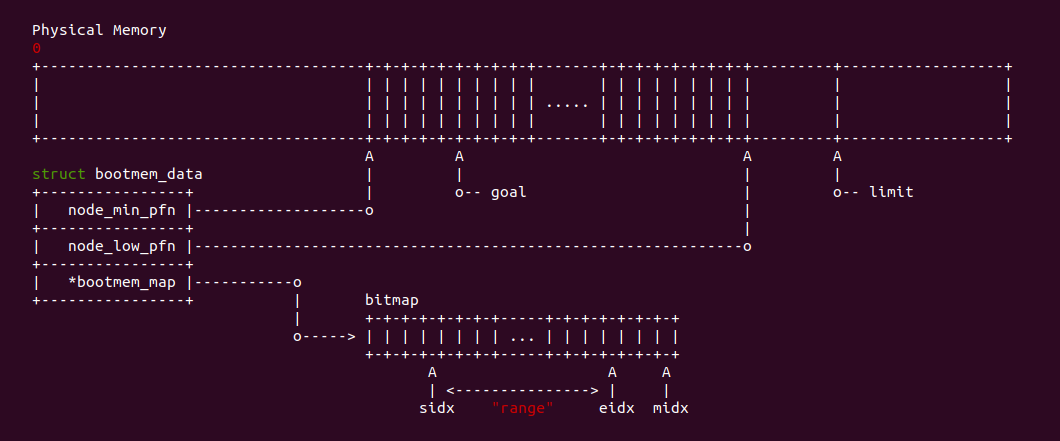 Physical Memory
0
.....
A A A A
struct bootmem_data
o-- goal o-- limit
node_min_pfn
node_low_pfn
*bootmem_map
bitmap
...
A A A
sidx "range" eidx midx